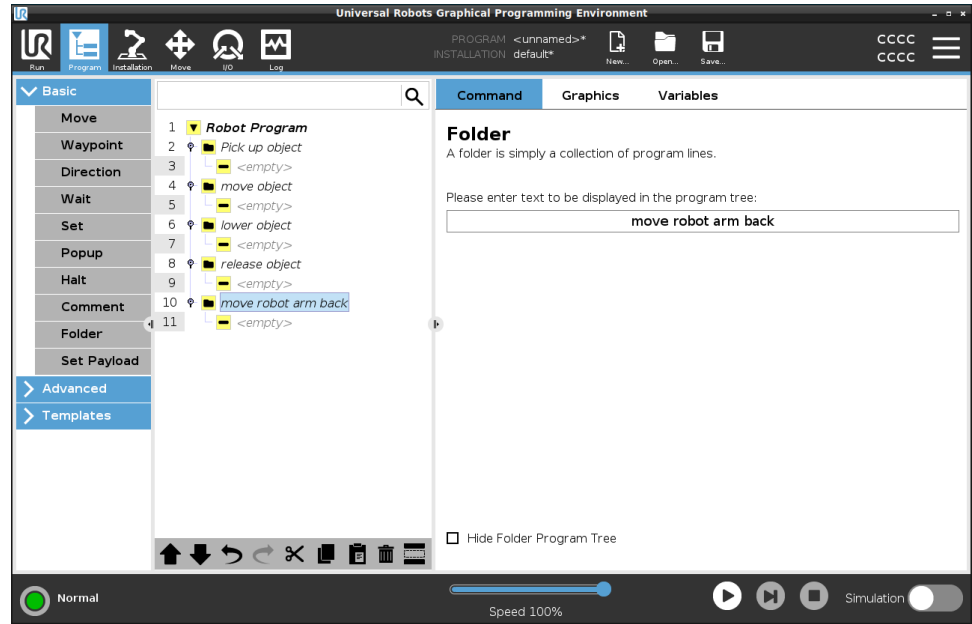 Universal Robots Graphical Programming Environment
Run Program Installation Move I/O Log
PROGRAM <unnamed>*
INSTALLATION default*
New... Open... Save...
CCCC
CCCC
Basic
Move
Waypoint
Direction
Wait
Set
Popup
Halt
Comment
Folder
Set Payload
Advanced
Templates
1 Robot Program
2 Pick up object
3 <empty>
4 move object
5 <empty>
6 lower object
7 <empty>
8 release object
9 <empty>
10 move robot arm back
11 <empty>
Command Graphics Variables
Folder
A folder is simply a collection of program lines.
Please enter text to be displayed in the program tree:
move robot arm back
Hide Folder Program Tree
Normal
Speed 100%
Simulation